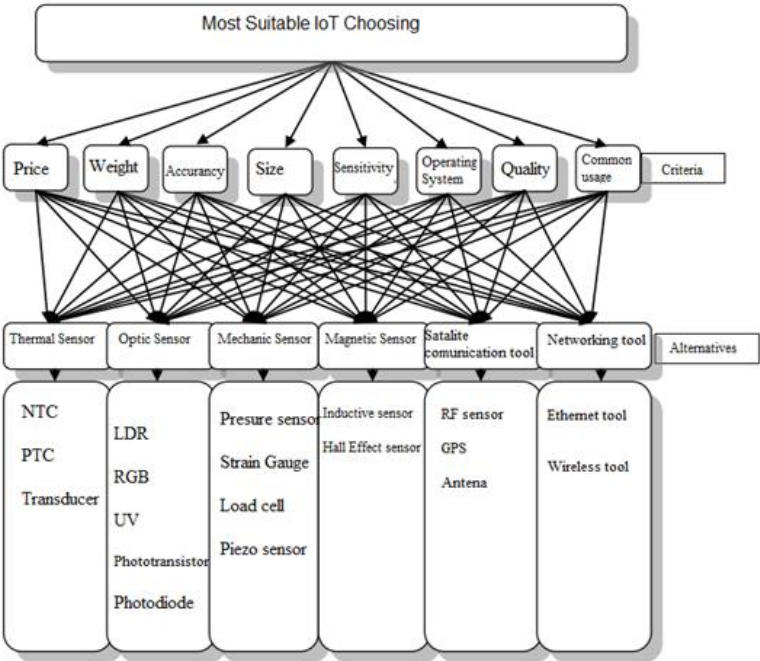 Most Suitable IoT Choosing
Price
Weight
Accurancy
Size
Sensitivity
Operating
System
Quality
Common
usage
Criteria
Thermal Sensor
Optic Sensor
Mechanic Sensor
Magnetic Sensor
Satalite
comunication tool
Networking tool
Alternatives
NTC
PTC
Transducer
LDR
RGB
UV
Phototransistor
Photodiode
Presure sensor
Strain Gauge
Load cell
Piezo sensor
Inductive sensor
Hall Effect sensor
RF sensor
GPS
Antena
Ethernet tool
Wireless tool